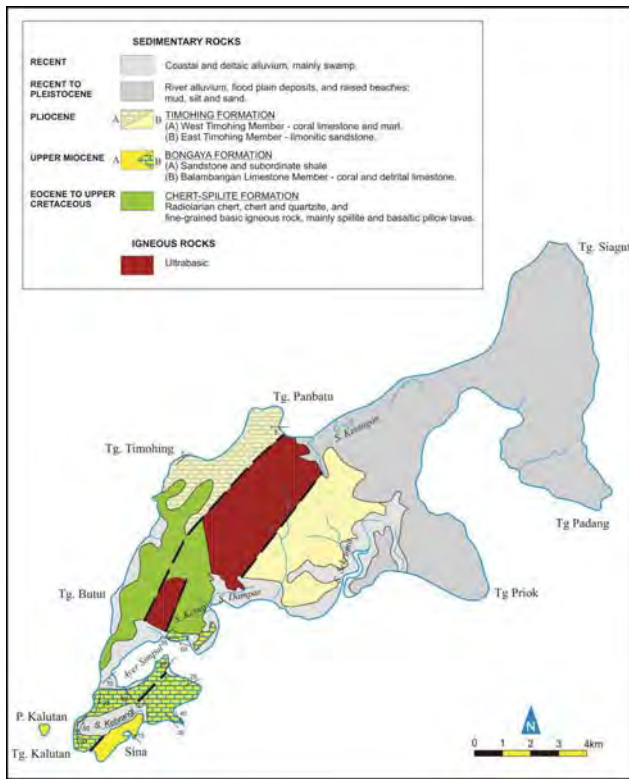 SEDIMENTARY ROCKS
RECENT
Coastal and deltaic alluvium, mainly swamp.
RECENT TO
PLEISTOCENE
River alluvium, flood plain deposits, and raised beaches;
mud, silt and sand.
PLIOCENE
A
B
TIMOHING FORMATION
(A) West Timohing Member - coral limestone and marl.
(B) East Timohing Member - limonitic sandstone.
UPPER MIOCENE
A
B
BONGAYA FORMATION
(A) Sandstone and subordinate shale
(B) Balambangan Limestone Member - coral and detrital limestone.
EOCENE TO UPPER
CRETACEOUS
CHERT-SPILITE FORMATION
Radiolarian chert, chert and quartzite, and
fine-grained basic igneous rock, mainly spillite and basaltic pillow lavas.
IGNEOUS ROCKS
Ultrabasic
Tg. Siagut
Tg. Panbatu
Tg. Timohing
Tg Padang
Tg. Butut
S. Dampar
Tg Priok
Ayer Simpul
P. Kalutan
Tg. Kalutan
Sina
N
0 1 2 3 4km